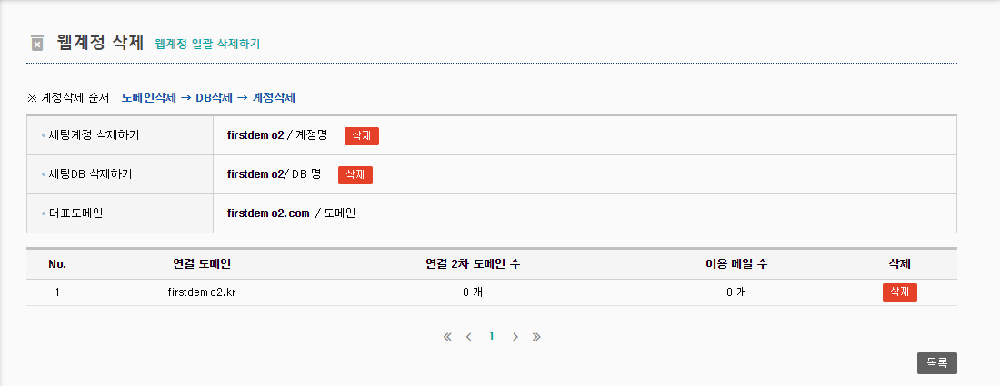 웹계정 삭제 웹계정 일괄 삭제하기
※ 계정삭제 순서 : 도메인삭제 → DB삭제 → 계정삭제
• 세팅계정 삭제하기 firstdemo2 / 계정명 삭제
• 세팅DB 삭제하기 firstdemo2/ DB 명 삭제
• 대표도메인 firstdemo2.com / 도메인
No. 연결 도메인 연결 2차 도메인 수 이용 메일 수 삭제
1 firstdemo2.kr 0 개 0 개 삭제
« ‹ 1 › »
목록